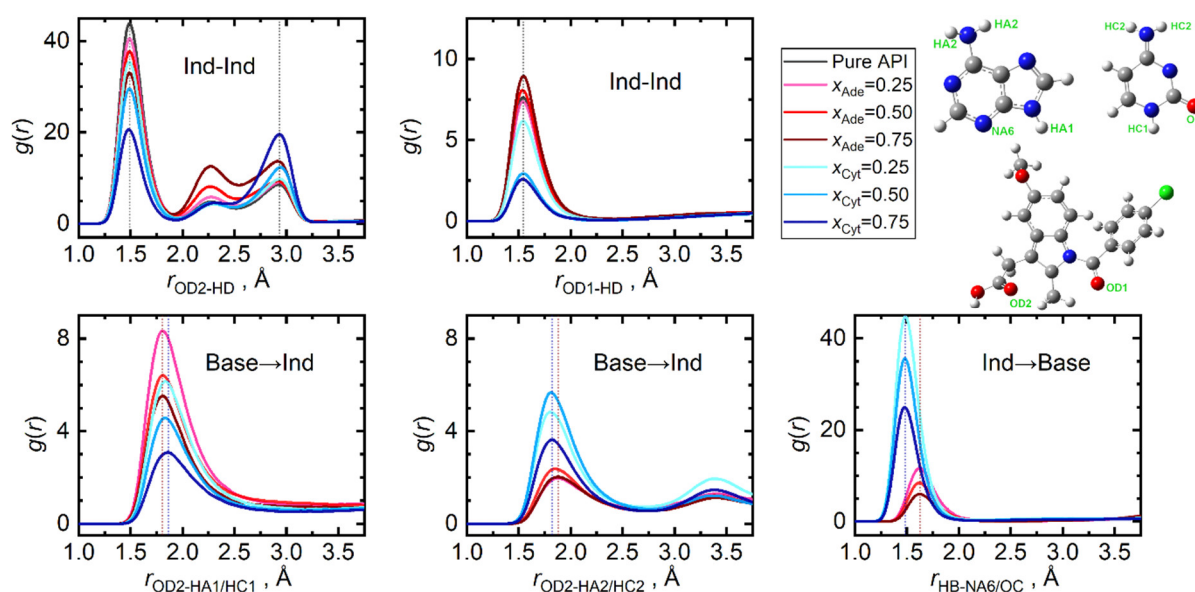 40
20
0
g(r)
Ind-Ind
1.0 1.5 2.0 2.5 3.0 3.5
rOD2-HD , Å
10
5
0
g(r)
Ind-Ind
1.0 1.5 2.0 2.5 3.0 3.5
rOD1-HD , Å
Pure API
xAde=0.25
xAde=0.50
xAde=0.75
xCyt=0.25
xCyt=0.50
xCyt=0.75
HA2
HA2
NA6
HA1
HC2
HC2
HC1
O
OD2
OD1
8
4
0
g(r)
Base→Ind
1.0 1.5 2.0 2.5 3.0 3.5
rOD2-HA1/HC1 , Å
8
4
0
g(r)
Base→Ind
1.0 1.5 2.0 2.5 3.0 3.5
rOD2-HA2/HC2 , Å
40
20
0
g(r)
Ind→Base
1.0 1.5 2.0 2.5 3.0 3.5
rHB-NA6/OC , Å